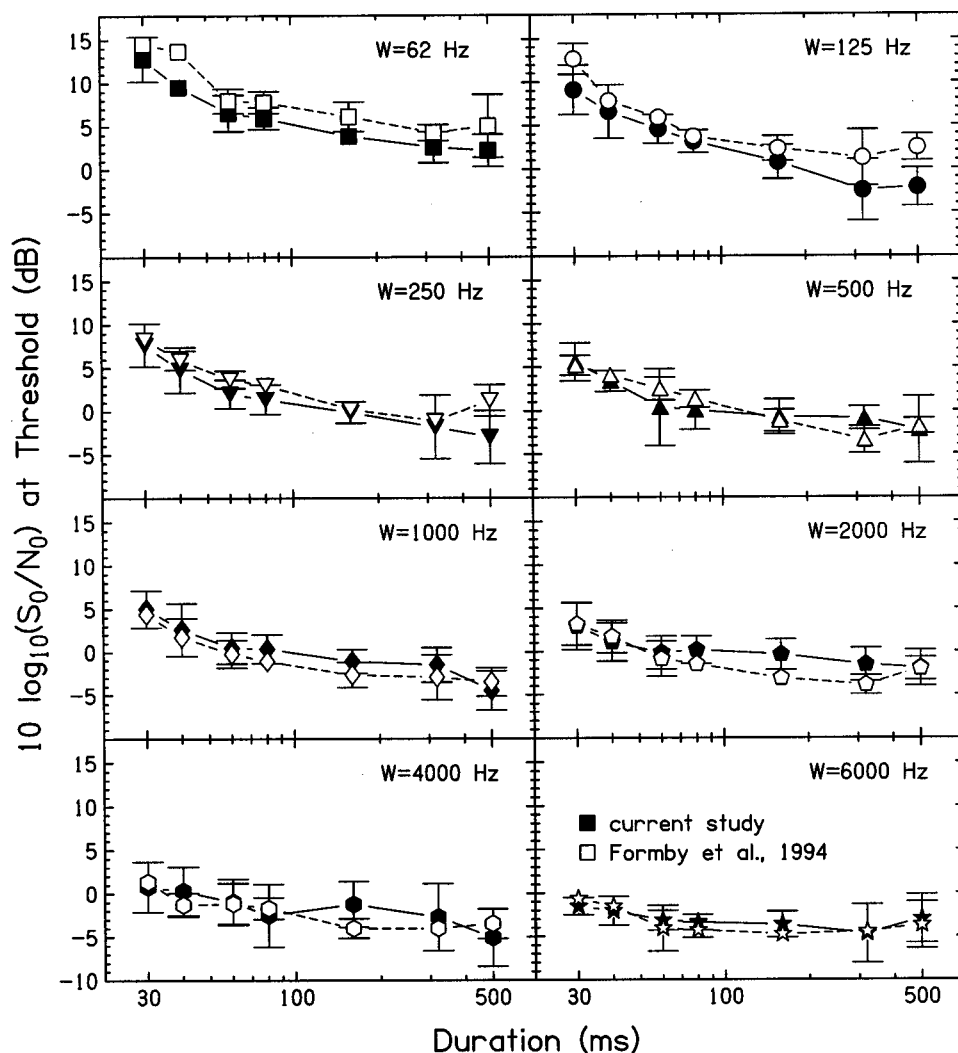 10 log10(S0/N0) at Threshold (dB)
W=62 Hz
W=125 Hz
15
10
5
0
-5
W=250 Hz
W=500 Hz
15
10
5
0
-5
W=1000 Hz
W=2000 Hz
15
10
5
0
-5
W=4000 Hz
W=6000 Hz
15
10
5
0
-5
-10
current study
Formby et al., 1994
30 100 500
30 100 500
Duration (ms)